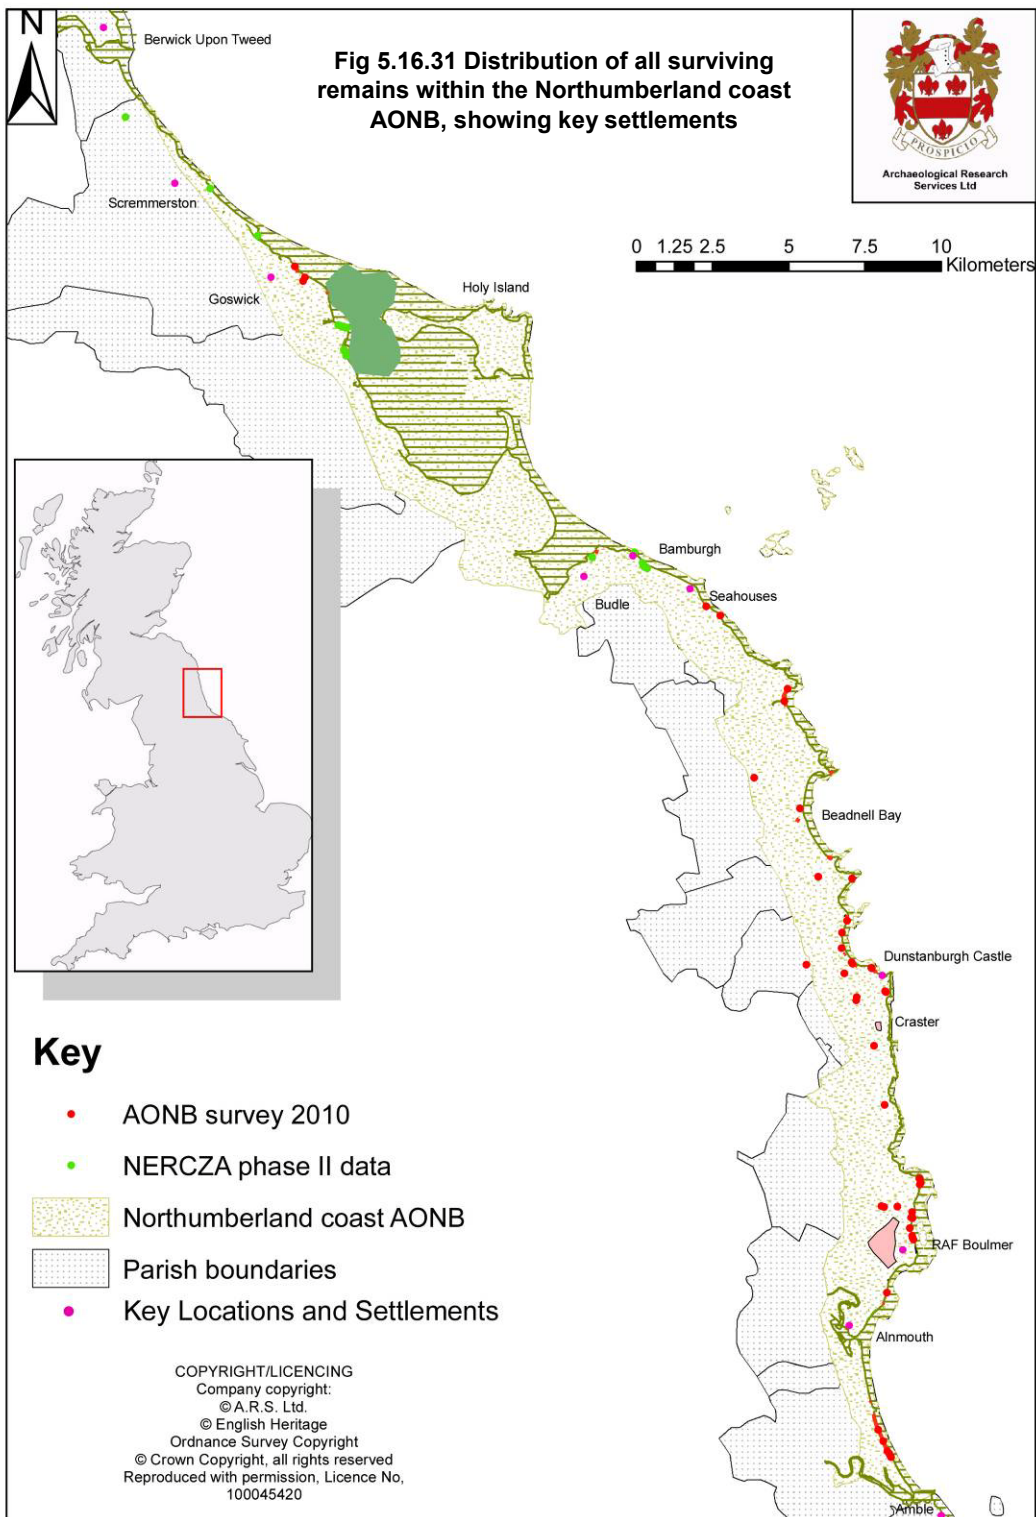 N
Berwick Upon Tweed
Fig 5.16.31 Distribution of all surviving
remains within the Northumberland coast
AONB, showing key settlements
PROSPICIO
Archaeological Research
Services Ltd
Scremmerston
0 1.25 2.5 5 7.5 10
Kilometers
Goswick
Holy Island
Bamburgh
Seahouses
Budle
Beadnell Bay
Dunstanburgh Castle
Craster
Key
AONB survey 2010
NERCZA phase II data
Northumberland coast AONB
RAF Boulmer
Parish boundaries
Key Locations and Settlements
Alnmouth
COPYRIGHT/LICENCING
Company copyright:
© A.R.S. Ltd.
© English Heritage
Ordnance Survey Copyright
© Crown Copyright, all rights reserved
Reproduced with permission, Licence No,
100045420
Amble